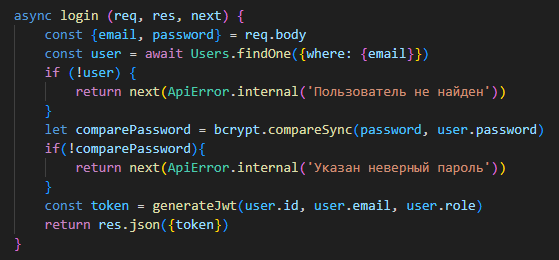 async login (req, res, next) {
const {email, password} = req.body
const user = await Users.findOne({where: {email}})
if (!user) {
return next(ApiError.internal('Пользователь не найден'))
}
let comparePassword = bcrypt.compareSync(password, user.password)
if(!comparePassword){
return next(ApiError.internal('Указан неверный пароль'))
}
const token = generateJwt(user.id, user.email, user.role)
return res.json({token})
}